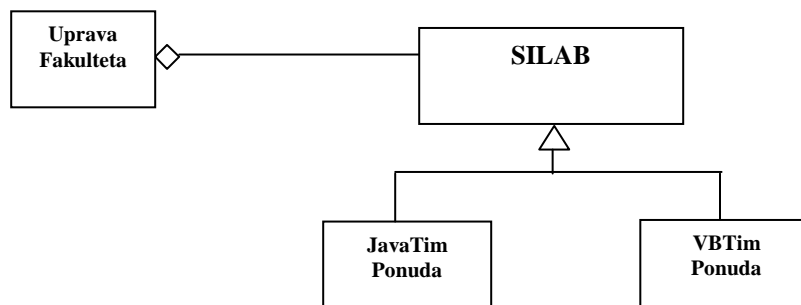 Uprava
Fakulteta
SILAB
JavaTim
Ponuda
VBTim
Ponuda